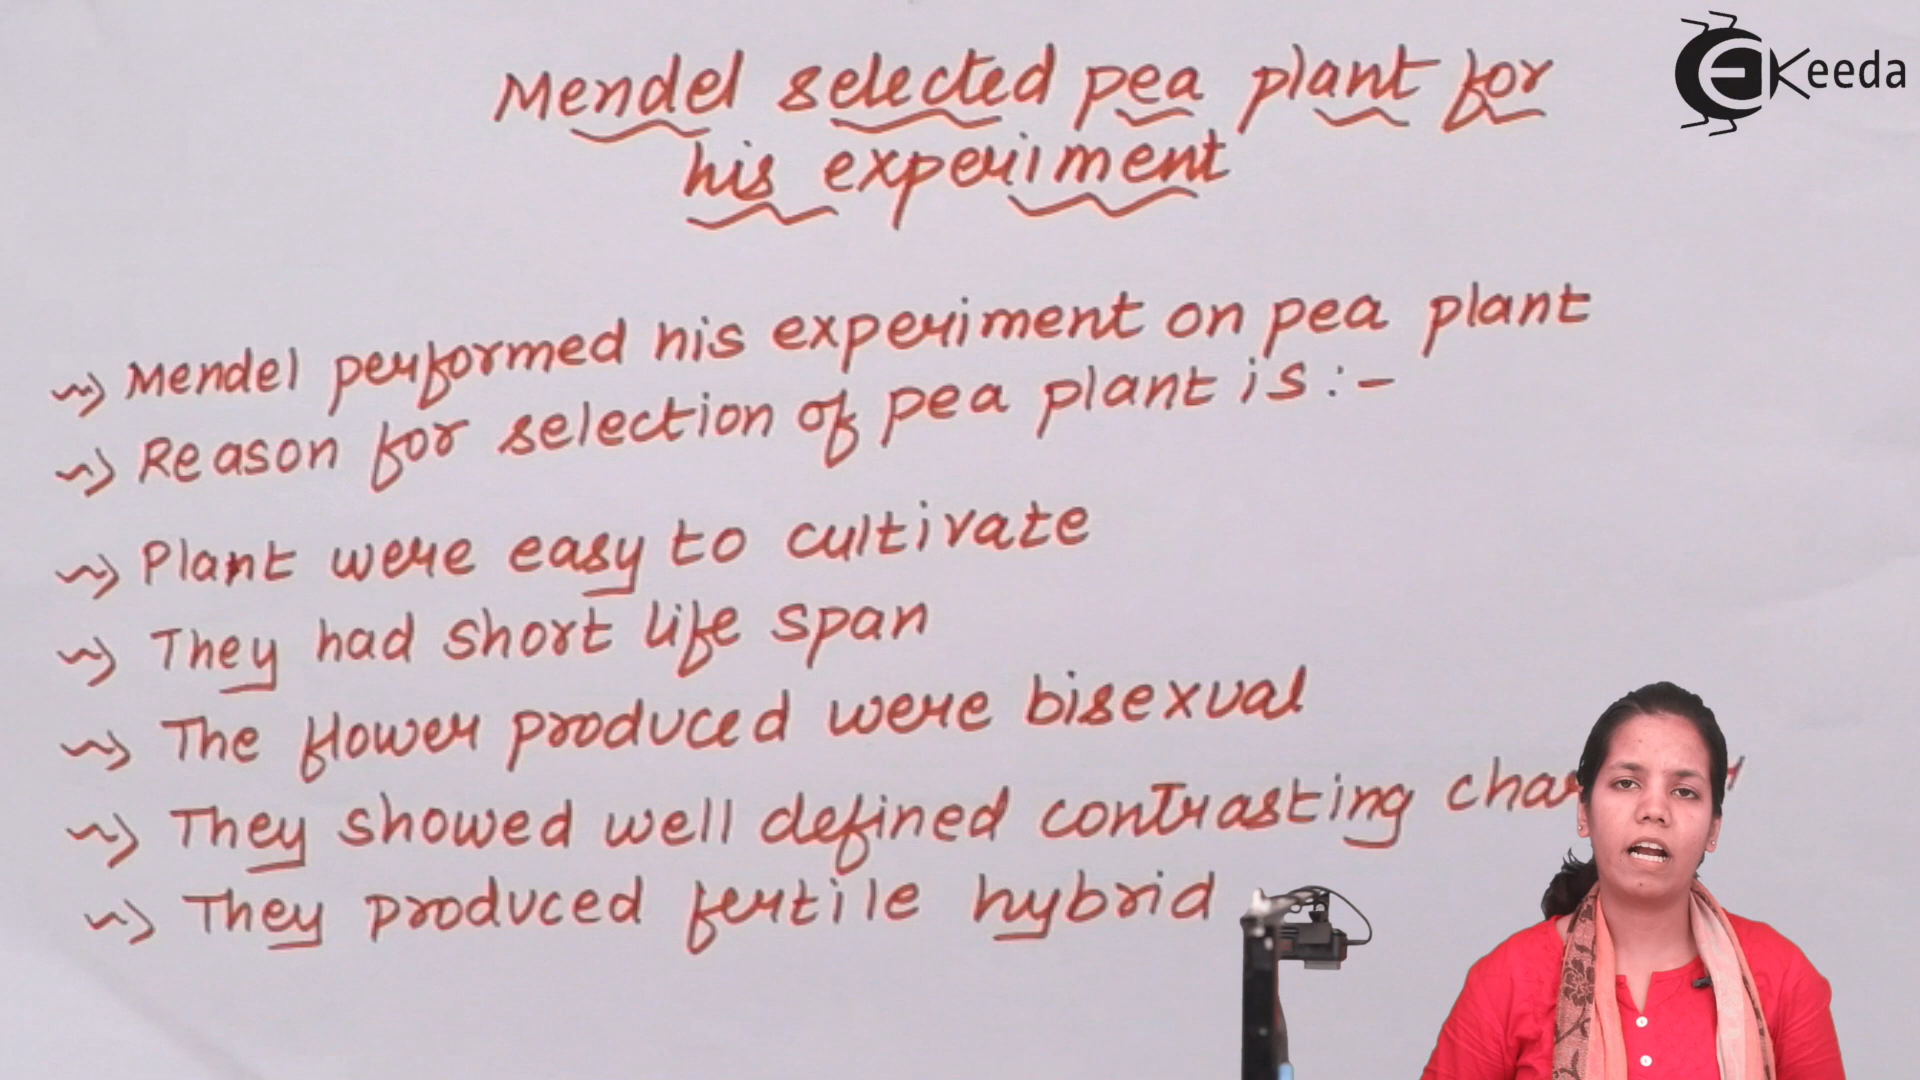 Mendel selected pea plant for
his experiment
Keeda
Mendel performed his experiment on pea plant
Reason for selection of pea plant is :-
Plant were easy to cultivate
They had short life span
The flower produced were bisexual
They showed well defined contrasting
They produced fertile hybrid